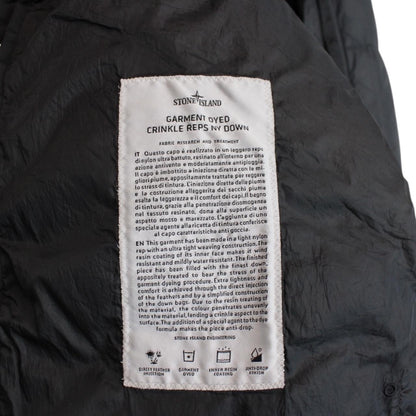 STONE ISLAND
GARMENT DYED
CRINKLE REPS NY DOWN
FABRIC RESEARCH AND TREATMENT
IT Questo capo è realizzato in un leggero reps
di nylon ultra battuto, resinato all'interno per una
azione antivento e moderatamente antipioggia.
Il capo è imbottito a iniezione diretta con le mi-
gliori piume, appositamente trattate per reggere
lo stress di tintura. L'iniezione diretta delle piume
e la costruzione alleggerita dei sacchi piuma
esalta la leggerezza e il comfort dei capi. Il bagno
di tintura, grazie alla penetrazione disomogenea
nel tessuto resinato, dona alla superficie un
aspetto mosso e marezzato. L'aggiunta di uno
speciale agente alla ricetta di tintura conferisce
al capo caratteristiche anti goccia.
EN This garment has been made in a light nylon
rep with an ultra tight weaving construction. The
resin coating of its inner face makes it wind
resistant and mildly water resistant. The finished
piece has been filled with the finest down,
appositely treated to bear the stress of the
garment dyeing procedure. Extra lightness and
comfort is achieved through the direct injection
of the feathers and by a simplified construction
of the down bags. Due to the resin treating of
the material, the colour penetrates unevenly
into the material, lending a crinkle aspect to the
surface. The addition of a special agent to the dye
formula makes the piece anti-drop.
STONE ISLAND ENGINEERING
DIRECT FEATHER
INJECTION
GARMENT
DYED
INNER RESIN
COATING
ANTI-DROP
FINISH